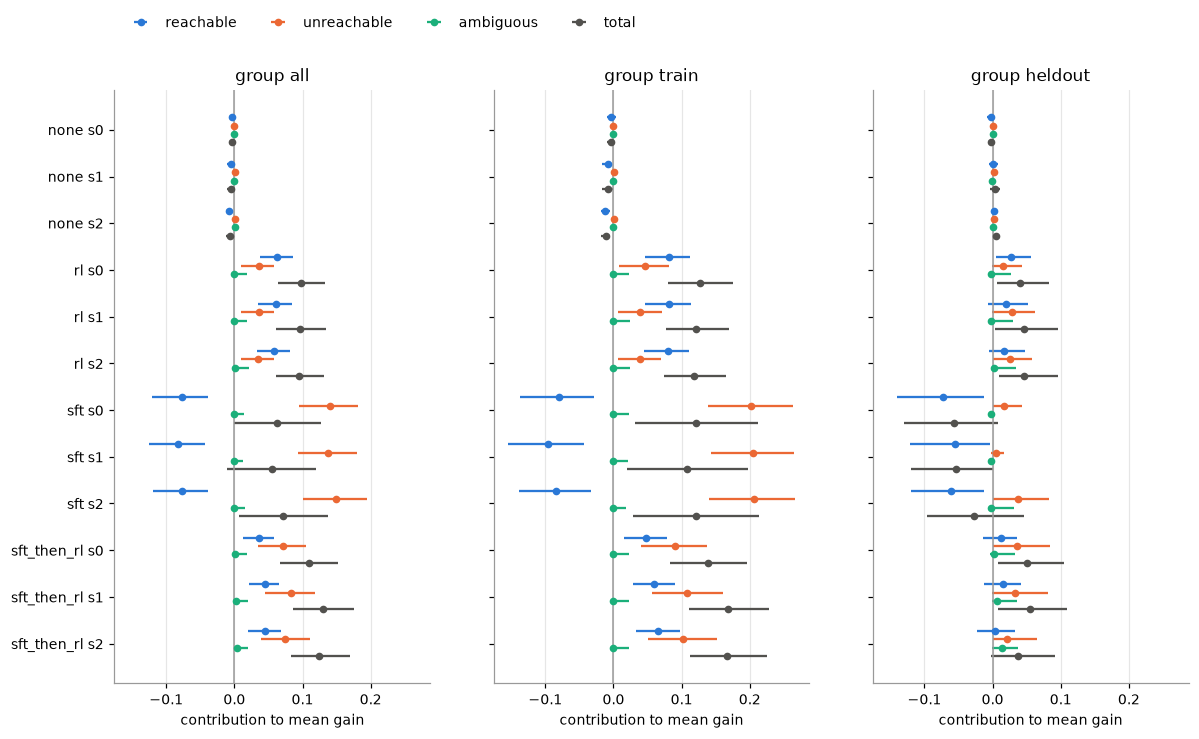 reachable unreachable ambiguous total
group all group train group heldout
none s0
none s1
none s2
rl s0
rl s1
rl s2
sft s0
sft s1
sft s2
sft_then_rl s0
sft_then_rl s1
sft_then_rl s2
−0.1 0.0 0.1 0.2 −0.1 0.0 0.1 0.2 −0.1 0.0 0.1 0.2
contribution to mean gain contribution to mean gain contribution to mean gain